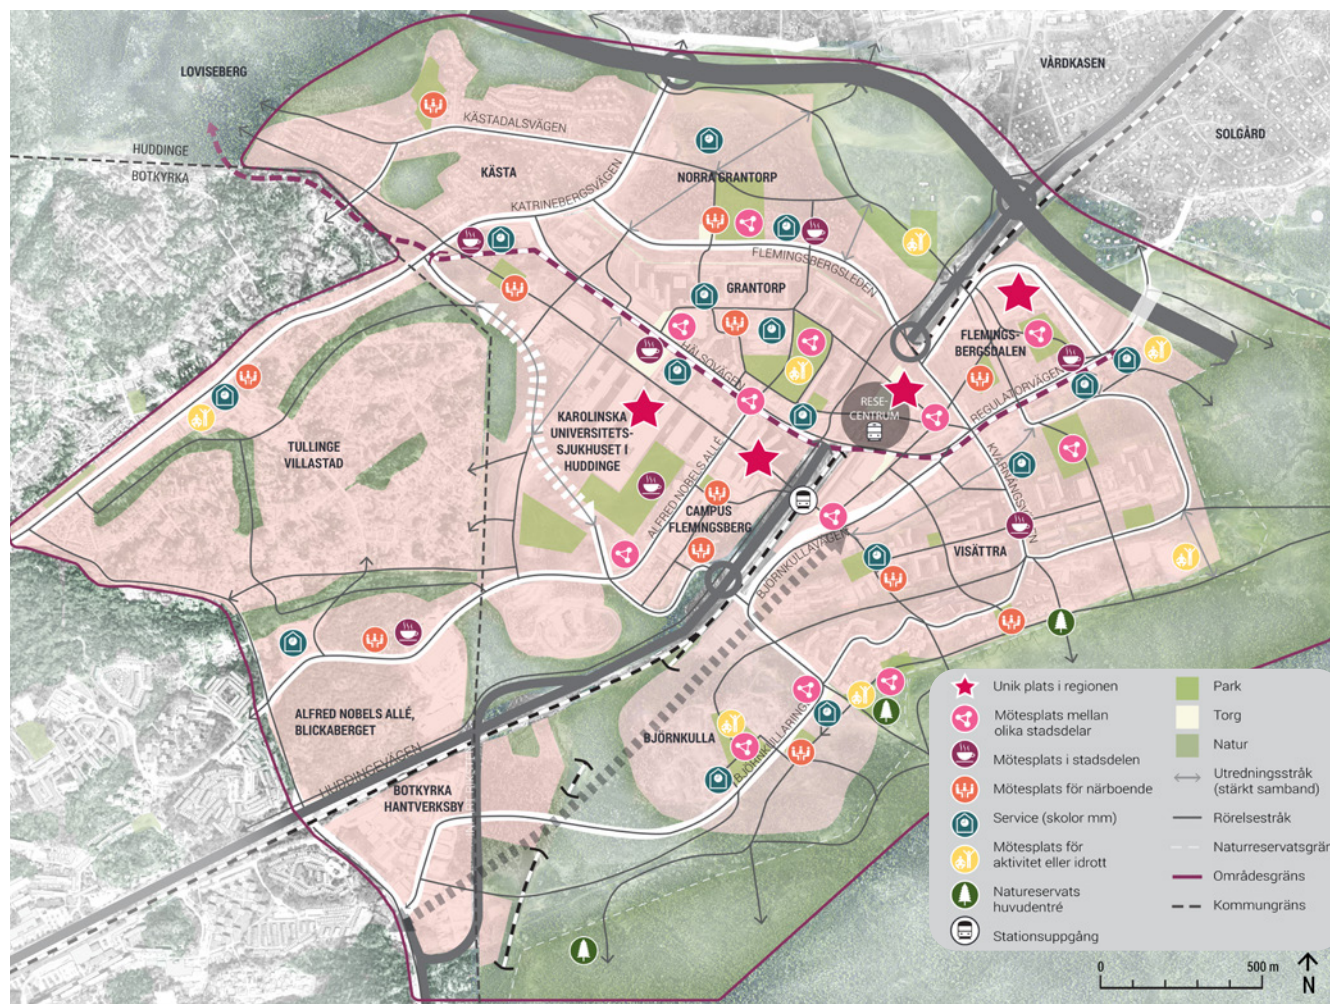 LOVISEBERG
VÅRDKASEN
SOLGÅRD
KÄSTADALSVÄGEN
HUDDINGE
BOTKYRKA
KÄSTA
NORRA GRANTORP
KATRINEBERGSVÄGEN
FLEMINGSBERGSLEDEN
GRANTORP
FLEMINGS-
BERGSDALEN
HÄLSOVÄGEN
REGULATORVÄGEN
RESE-
CENTRUM
KAROLINSKA
UNIVERSITETS-
SJUKHUSET I
HUDDINGE
TULLINGE
VILLASTAD
ALFRED NOBELS ALLÉ
KVARNÄNGSVÄGEN
CAMPUS
FLEMINGSBERG
BJÖRNKULLAVÄGEN
VISÄTTRA
ALFRED NOBELS ALLÉ,
BLICKABERGET
BJÖRNKULLA
BJÖRNKULLARINGEN
HUDDINGEVÄGEN
BOTKYRKA
HANTVERKSBY
Unik plats i regionen
Mötesplats mellan
olika stadsdelar
Mötesplats i stadsdelen
Mötesplats för närboende
Service (skolor mm)
Mötesplats för
aktivitet eller idrott
Natureservats
huvudentré
Stationsuppgång
Park
Torg
Natur
Utredningsstråk
(stärkt samband)
Rörelsestråk
Naturreservatsgrän
Områdesgräns
Kommungräns
0 500 m
N